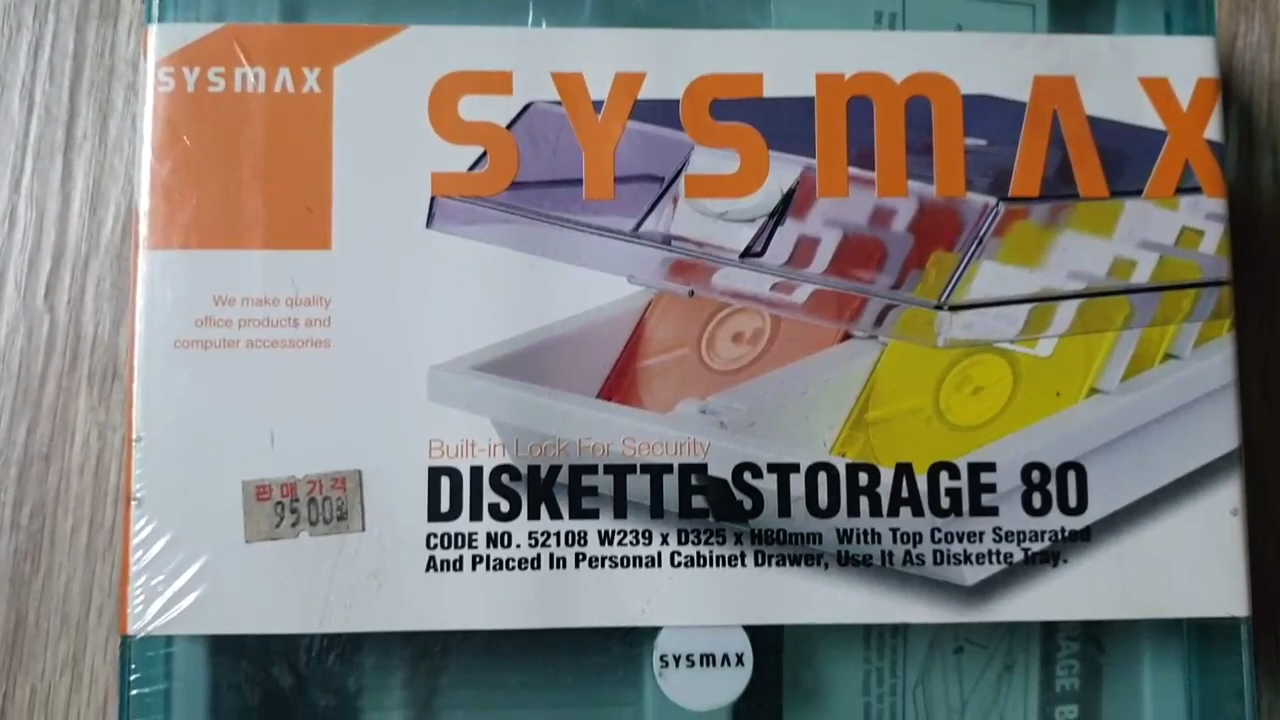 SYSMAX
SYSMAX
We make quality
office products and
computer accessories.
Built-in Lock For Security
DISKETTE STORAGE 80
판매가격
9500원
CODE NO. 52108 W239 x D325 x H80mm With Top Cover Separated
And Placed In Personal Cabinet Drawer, Use It As Diskette Tray.
SYSMAX